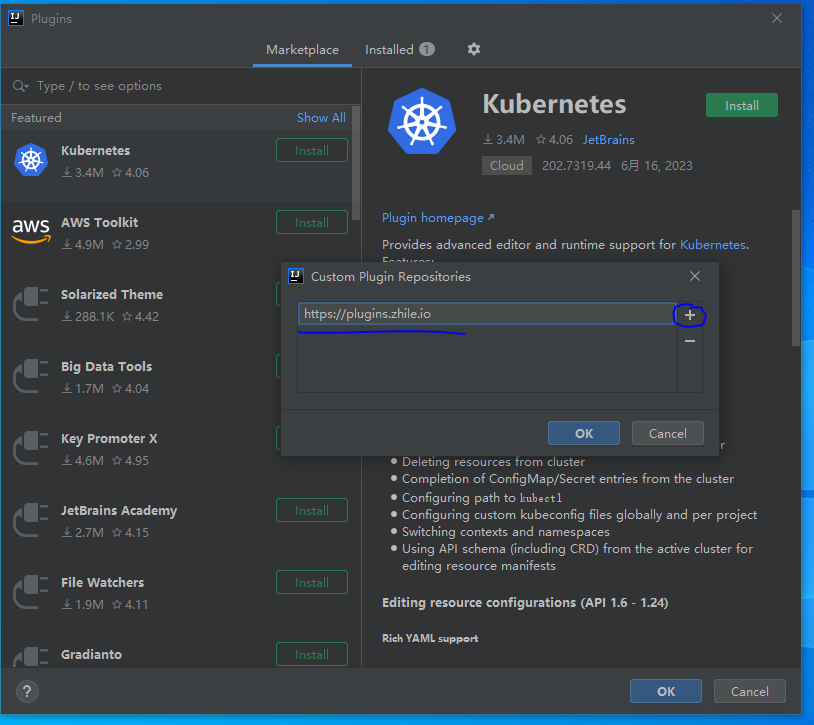 Plugins
Marketplace Installed 1
Type / to see options
Featured Show All
Kubernetes Install
3.4M 4.06
aws
AWS Toolkit Install
4.9M 2.99
Solarized Theme
288.1K 4.42
Big Data Tools
1.7M 4.04
Key Promoter X
4.6M 4.95
JetBrains Academy Install
2.7M 4.15
File Watchers Install
1.9M 4.11
Gradianto Install
Kubernetes Install
3.4M 4.06 JetBrains
Cloud 202.7319.44 6月 16, 2023
Plugin homepage
Provides advanced editor and runtime support for Kubernetes.
Features:
IJ Custom Plugin Repositories
https://plugins.zhile.io
OK Cancel
Deleting resources from cluster
Completion of ConfigMap/Secret entries from the cluster
Configuring path to kubectl
Configuring custom kubeconfig files globally and per project
Switching contexts and namespaces
Using API schema (including CRD) from the active cluster for
editing resource manifests
Editing resource configurations (API 1.6 - 1.24)
Rich YAML support
? OK Cancel